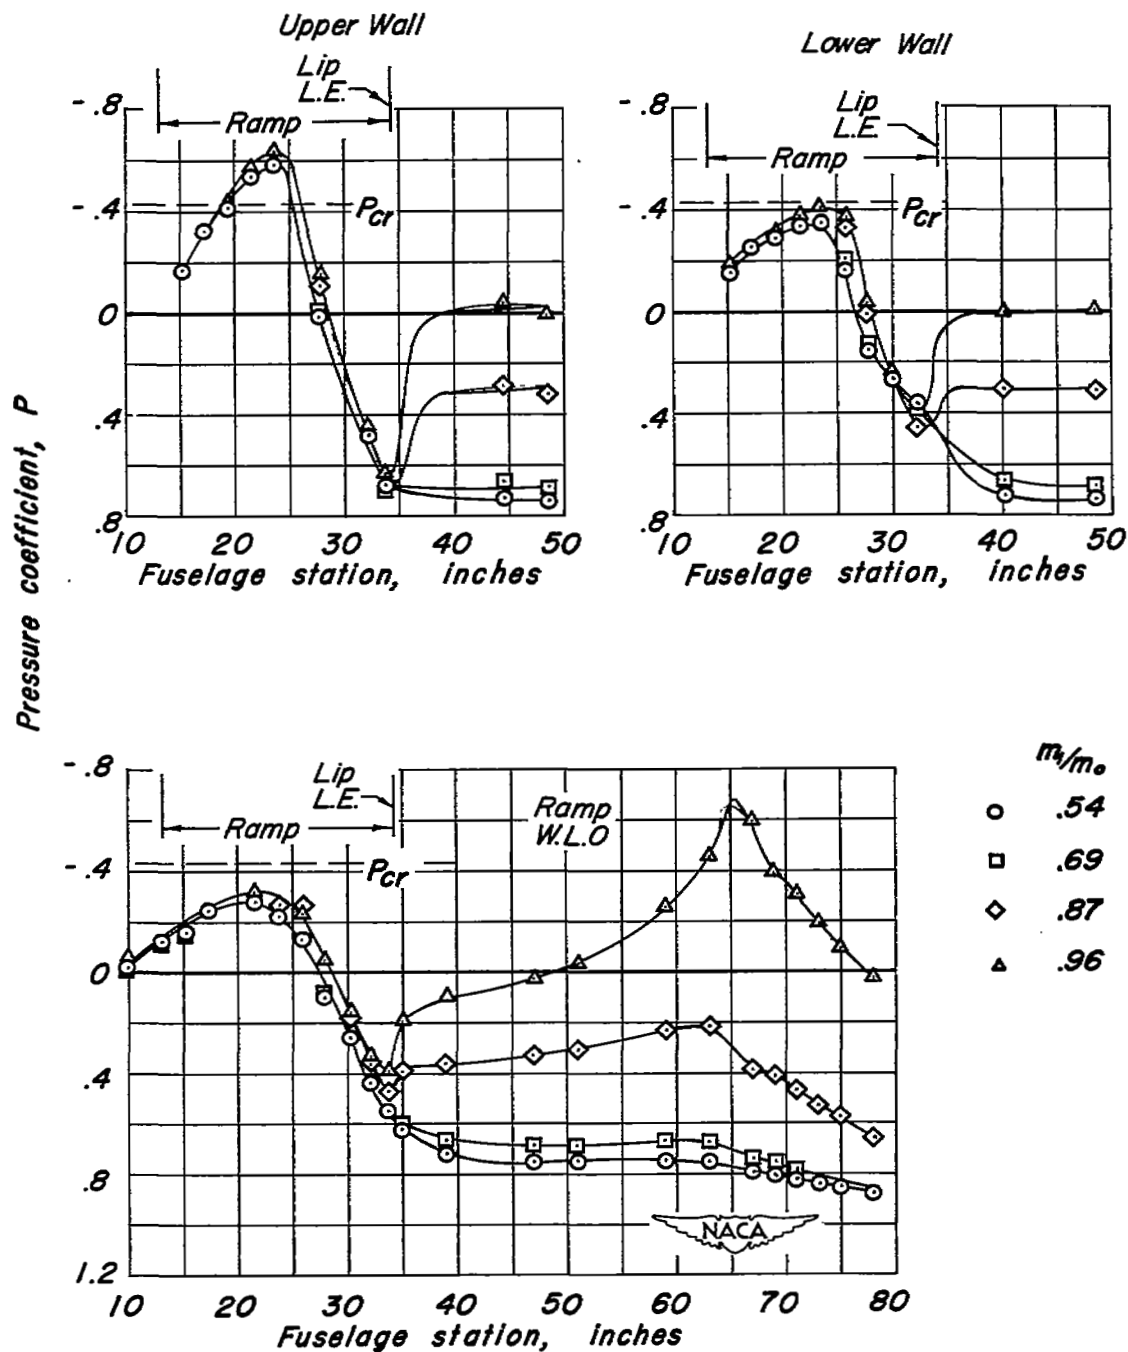 Upper Wall
Lip
L.E.
Ramp
Pcr
-.8
-.4
0
.4
.8
10 20 30 40 50
Fuselage station, inches
Lower Wall
Lip
L.E.
Ramp
Pcr
-.8
-.4
0
.4
.8
10 20 30 40 50
Fuselage station, inches
Pressure coefficient, P
Lip
L.E.
Ramp
Ramp
W.L.O
Pcr
-.8
-.4
0
.4
.8
1.2
10 20 30 40 50 60 70 80
Fuselage station, inches
NACA
m₁/m₀
.54
.69
.87
.96